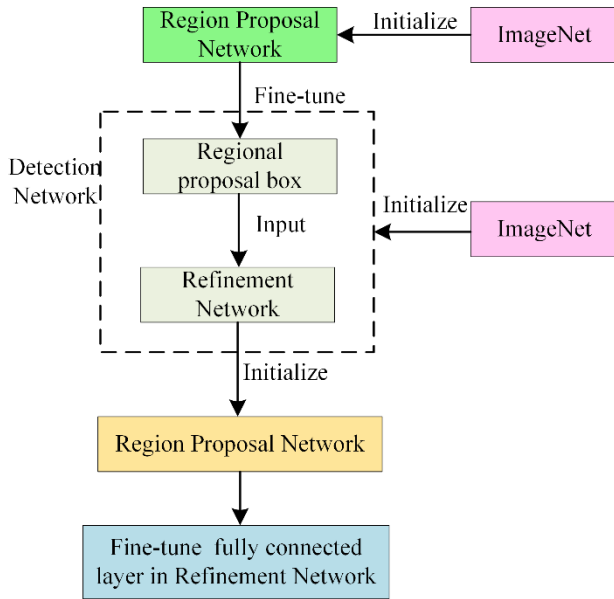 Region Proposal
Network
Initialize
ImageNet
Fine-tune
Detection
Network
Regional
proposal box
Input
Refinement
Network
Initialize
ImageNet
Initialize
Region Proposal Network
Fine-tune fully connected
layer in Refinement Network